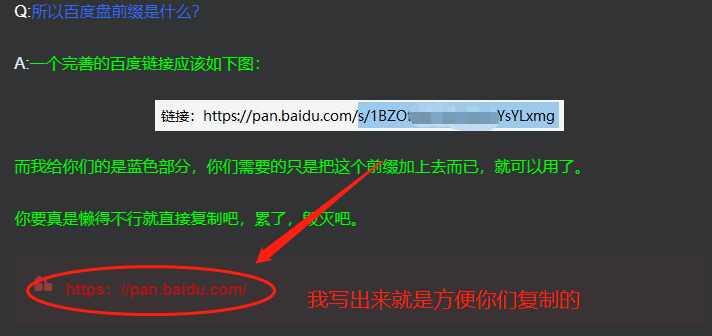 Q:所以百度盘前缀是什么?
A:一个完善的百度链接应该如下图：
链接：https://pan.baidu.com/s/1BZO YsYLxmg
而我给你们的是蓝色部分，你们需要的只是把这个前缀加上去而已，就可以用了。
你要真是懒得不行就直接复制吧，累了，毁灭吧。
https：//pan.baidu.com/
我写出来就是方便你们复制的